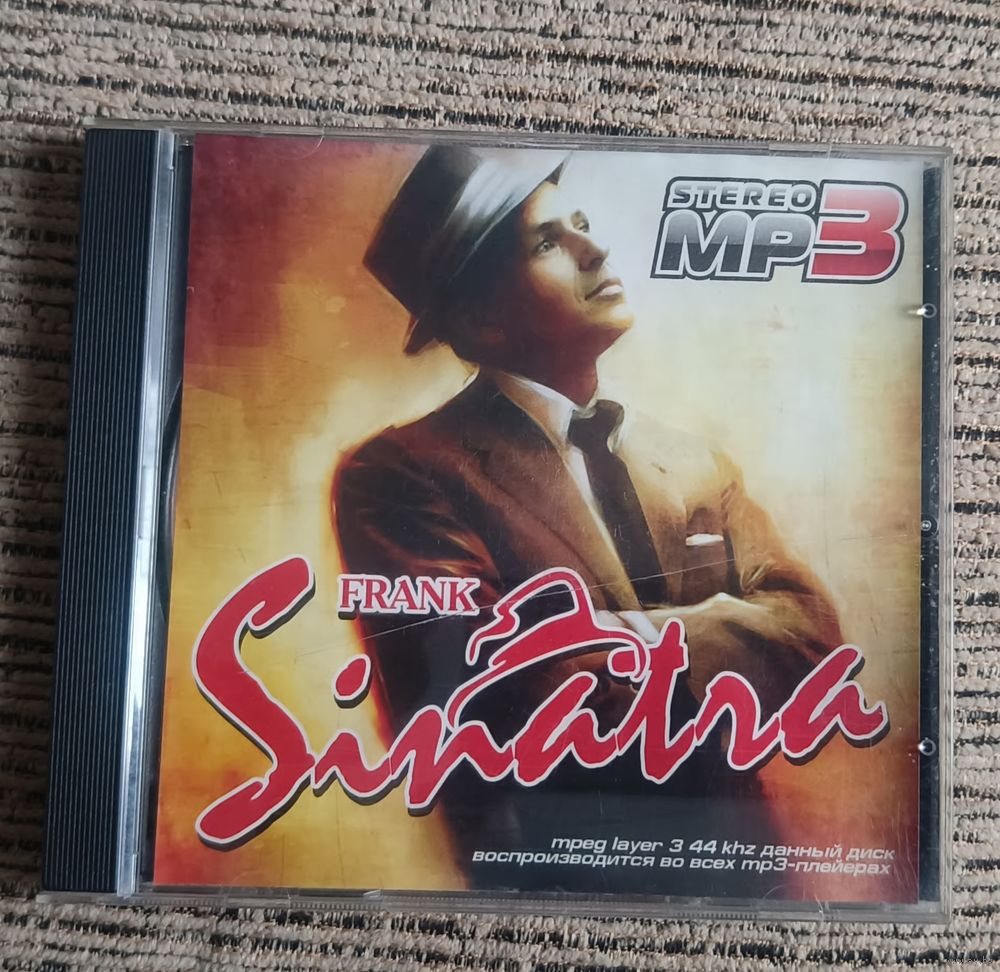 STEREO
MP3
FRANK
Sinatra
mpeg layer 3 44 khz данный диск
воспроизводится во всех mp3-плейерах